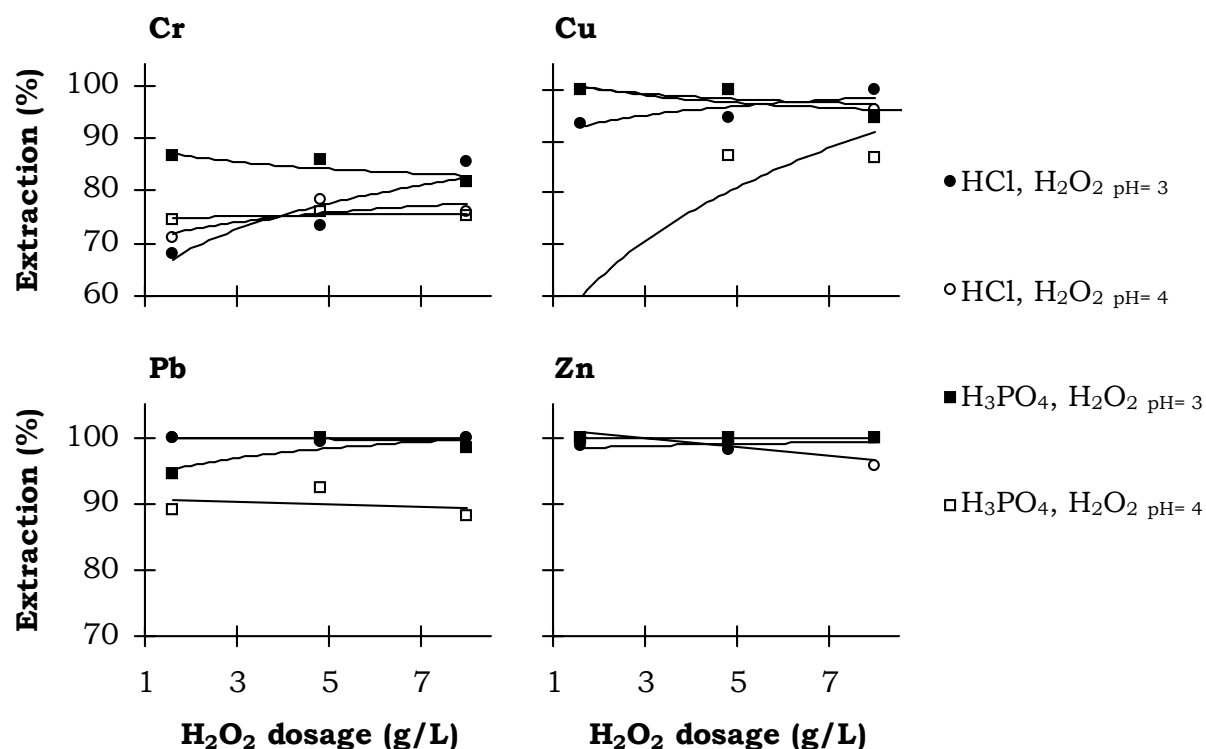 Cr
Cu
Extraction (%)
100
90
80
70
60
HCl, H₂O₂ pH= 3
HCl, H₂O₂ pH= 4
H₃PO₄, H₂O₂ pH= 3
H₃PO₄, H₂O₂ pH= 4
Pb
Zn
Extraction (%)
100
90
80
70
1 3 5 7
1 3 5 7
H₂O₂ dosage (g/L)
H₂O₂ dosage (g/L)